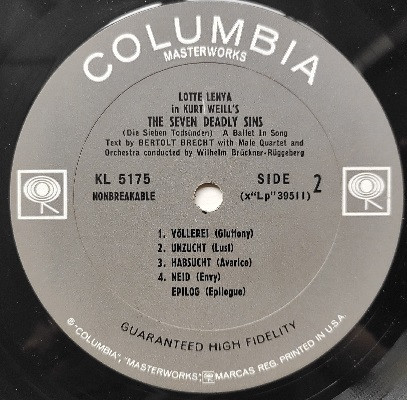 COLUMBIA
MASTERWORKS
LOTTE LENYA
in KURT WEILL'S
THE SEVEN DEADLY SINS
(Die Sieben Todsünden) A Ballet In Song
Text by BERTOLT BRECHT with Male Quartet and
Orchestra conducted by Wilhelm Brückner-Rüggeberg
KL 5175 SIDE 2
NONBREAKABLE (x"Lp"39511)
1. VÖLLEREI (Gluttony)
2. UNZUCHT (Lust)
3. HABSUCHT (Avarice)
4. NEID (Envy)
EPILOG (Epilogue)
GUARANTEED HIGH FIDELITY
® "COLUMBIA", "MASTERWORKS", MARCAS REG. PRINTED IN U.S.A.